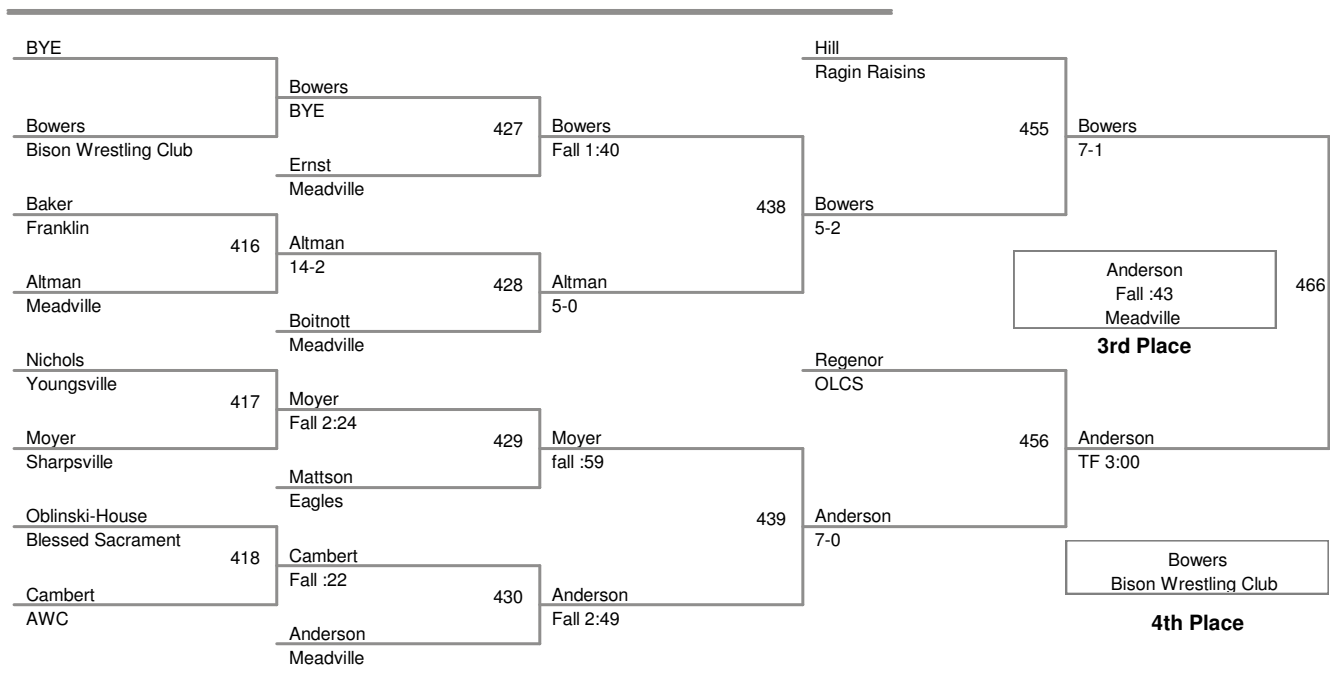 BYE
Bowers
BYE
Bowers
Bison Wrestling Club
427
Ernst
Meadville
Bowers
Fall 1:40
Baker
Franklin
416
Altman
14-2
Altman
Meadville
428
Boitnott
Meadville
Altman
5-0
438
Nichols
Youngsville
417
Moyer
Fall 2:24
Moyer
Sharpsville
429
Mattson
Eagles
Moyer
fall :59
Oblinski-House
Blessed Sacrament
418
Cambert
Fall :22
Cambert
AWC
430
Anderson
Meadville
Anderson
Fall 2:49
439
Hill
Ragin Raisins
455
Bowers
5-2
Bowers
7-1
Regenor
OLCS
456
Anderson
7-0
Anderson
TF 3:00
466
Anderson
Fall :43
Meadville
3rd Place
Bowers
Bison Wrestling Club
4th Place